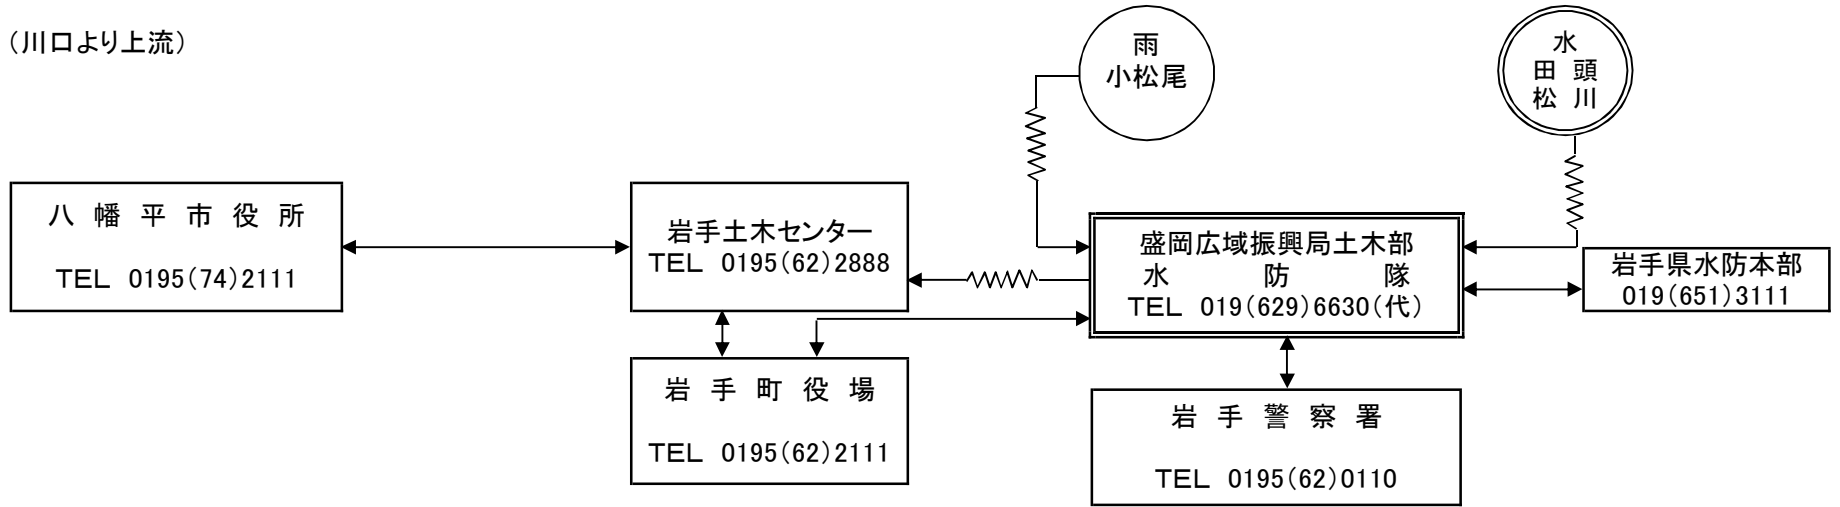 (川口より上流)
雨
小松尾
水
田 頭
松 川
八 幡 平 市 役 所
TEL 0195(74)2111
岩手土木センター
TEL 0195(62)2888
盛岡広域振興局土木部
水 防 隊
TEL 019(629)6630(代)
岩手県水防本部
019(651)3111
岩 手 町 役 場
TEL 0195(62)2111
岩 手 警 察 署
TEL 0195(62)0110